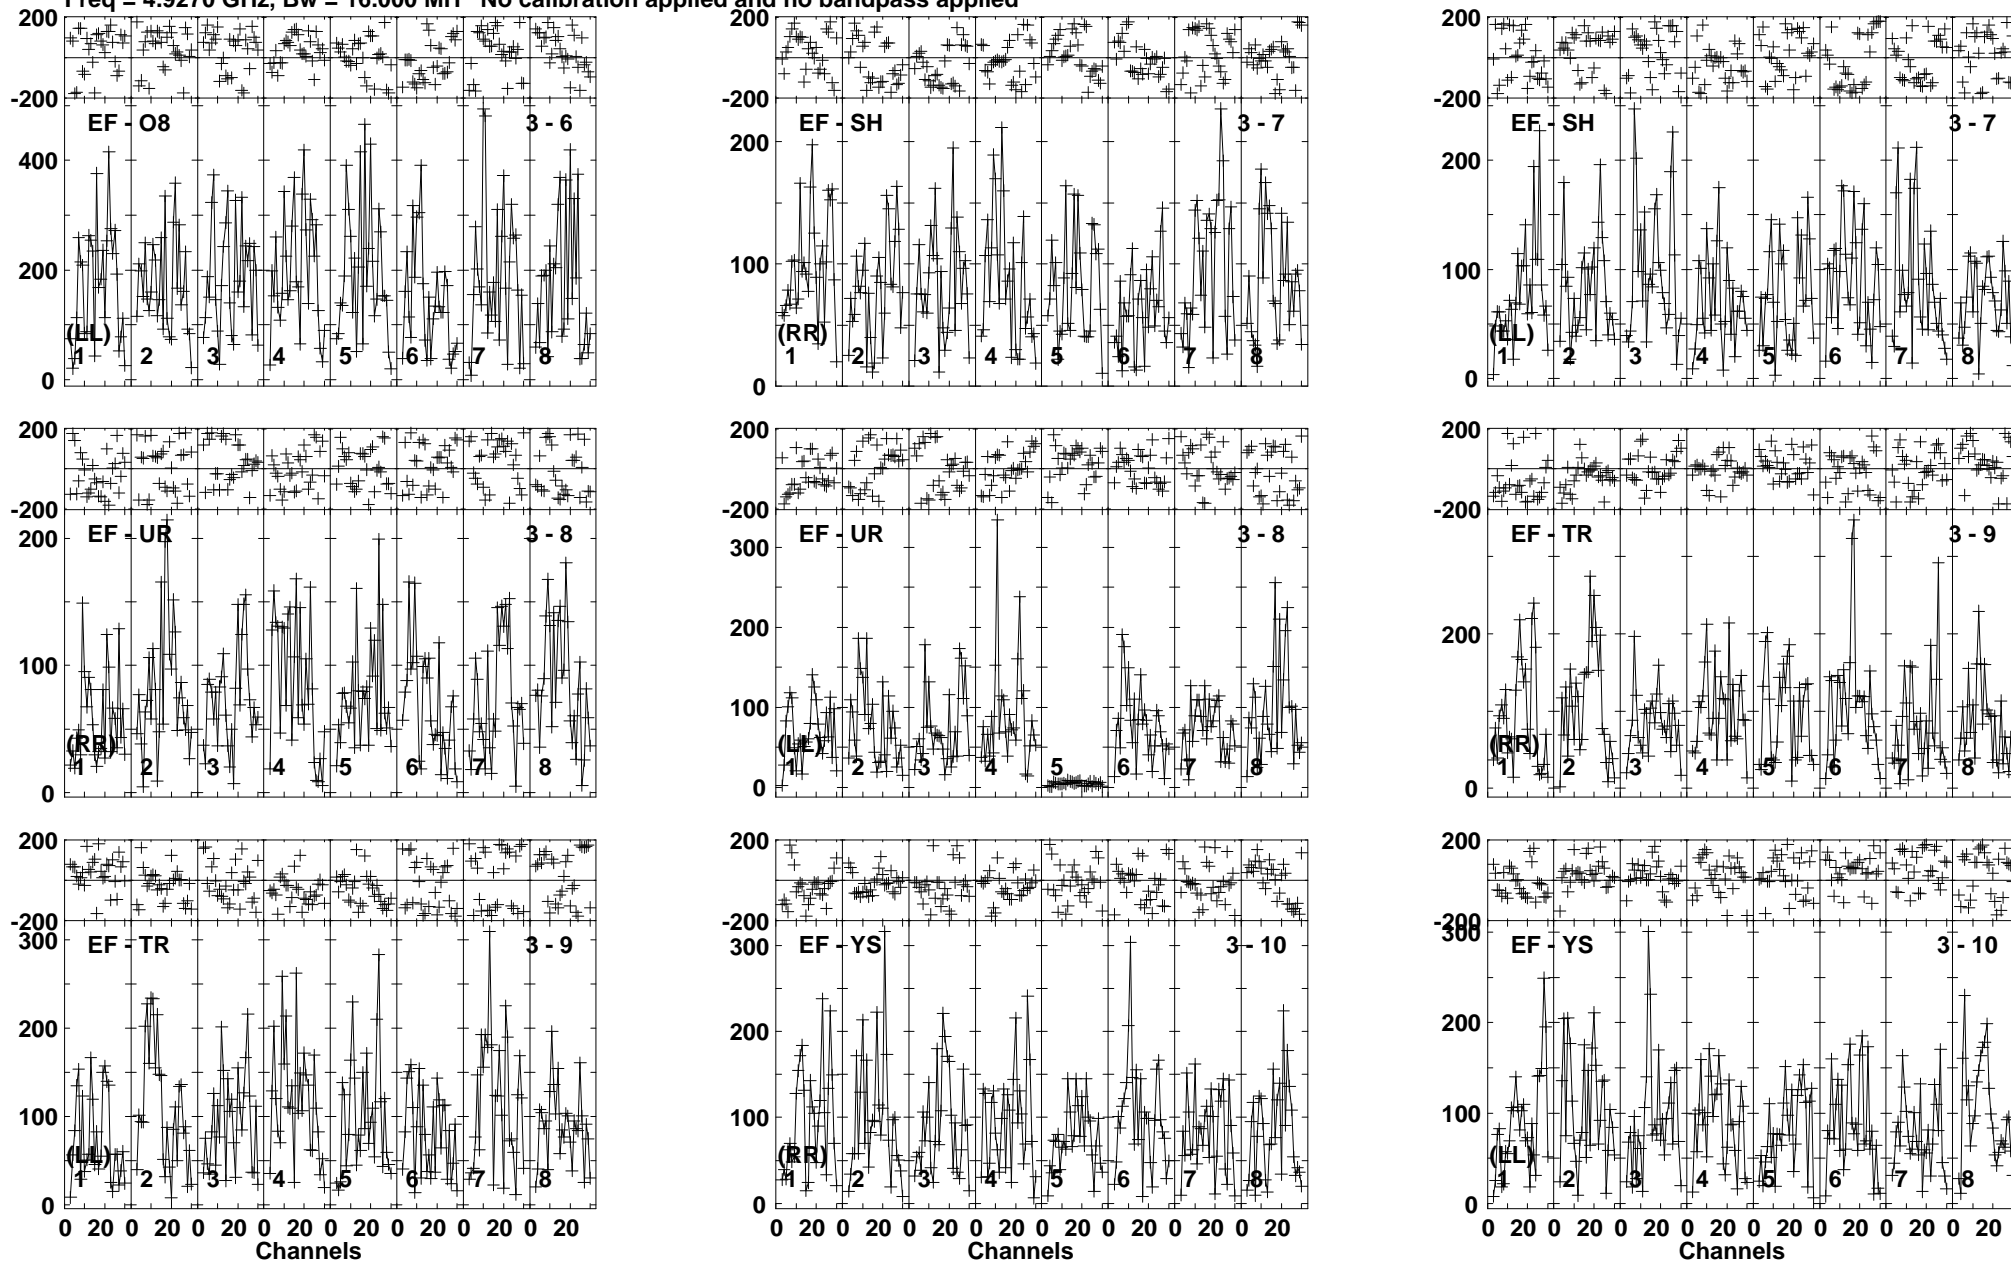 Freq = 4.9270 GHz, Bw = 16.000 MH No calibration applied and no bandpass applied
200 200 200
-200 -200 -200
EF - O8 3 - 6 EF - SH 3 - 7 EF - SH 3 - 7
400 200 200
200 100 100
(LL) (RR) (LL)
1 2 3 4 5 6 7 8 1 2 3 4 5 6 7 8 1 2 3 4 5 6 7 8
0 0 0
200 200 200
-200 -200 -200
EF - UR 3 - 8 EF - UR 3 - 8 EF - TR 3 - 9
200 300 200
100 200
100
(RR) (LL) (RR)
1 2 3 4 5 6 7 8 1 2 3 4 5 6 7 8 1 2 3 4 5 6 7 8
0 0 0
200 200 200
-200 -200 -200
EF - TR 3 - 9 EF - YS 3 - 10 EF - YS 3 - 10
300 300 300
200 200 200
100 100 100
(LL) (RR) (LL)
1 2 3 4 5 6 7 8 1 2 3 4 5 6 7 8 1 2 3 4 5 6 7 8
0 0 0
0 20 0 20 0 20 0 20 0 20 0 20 0 20 0 20 0 20 0 20 0 20 0 20 0 20 0 20 0 20 0 20 0 20 0 20 0 20 0 20 0 20 0 20 0 20 0 20
Channels Channels Channels